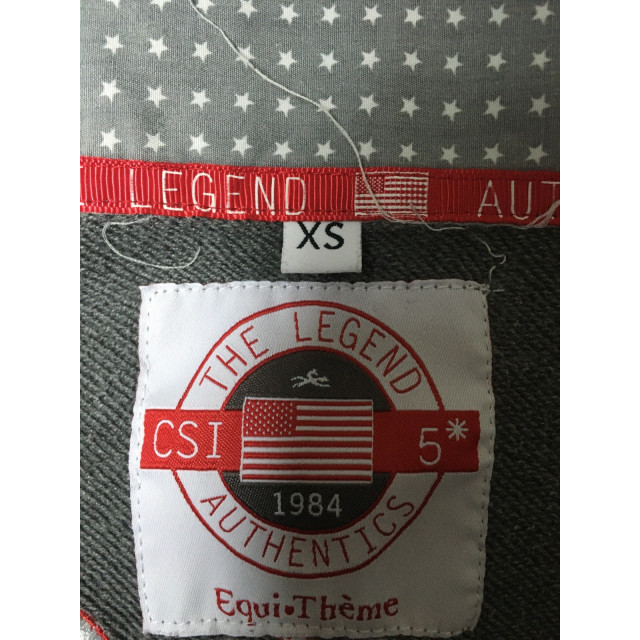 LEGEND AUT
XS
THE LEGEND
CSI 5*
1984
AUTHENTICS
Equi•Thème